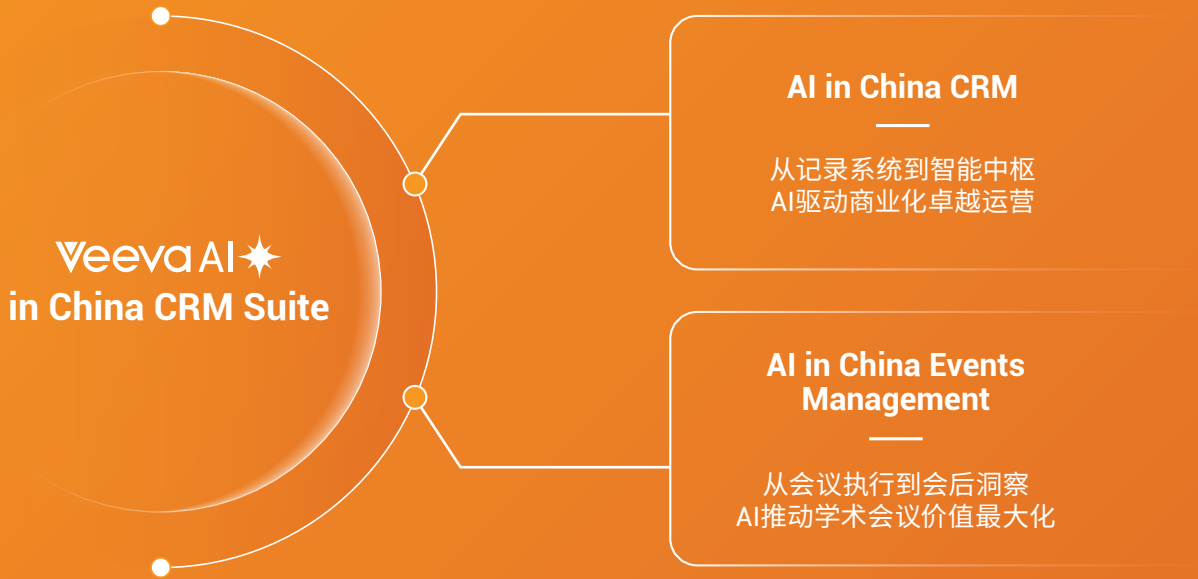 Veeva AI
in China CRM Suite
AI in China CRM
从记录系统到智能中枢
AI驱动商业化卓越运营
AI in China Events
Management
从会议执行到会后洞察
AI推动学术会议价值最大化